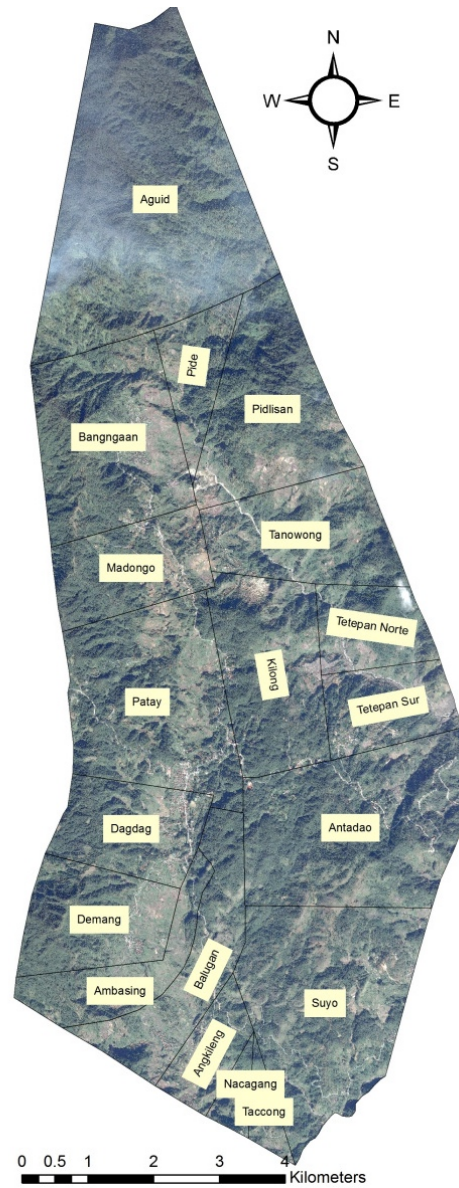 N
W E
S
Aguid
Pide
Pidlisan
Bangngaan
Tanowong
Madongo
Tetepan Norte
Kilong
Tetepan Sur
Patay
Dagdag
Antadao
Demang
Balugan
Ambasing
Suyo
Angkileng
Nacagang
Taccong
0 0.5 1 2 3 4
Kilometers